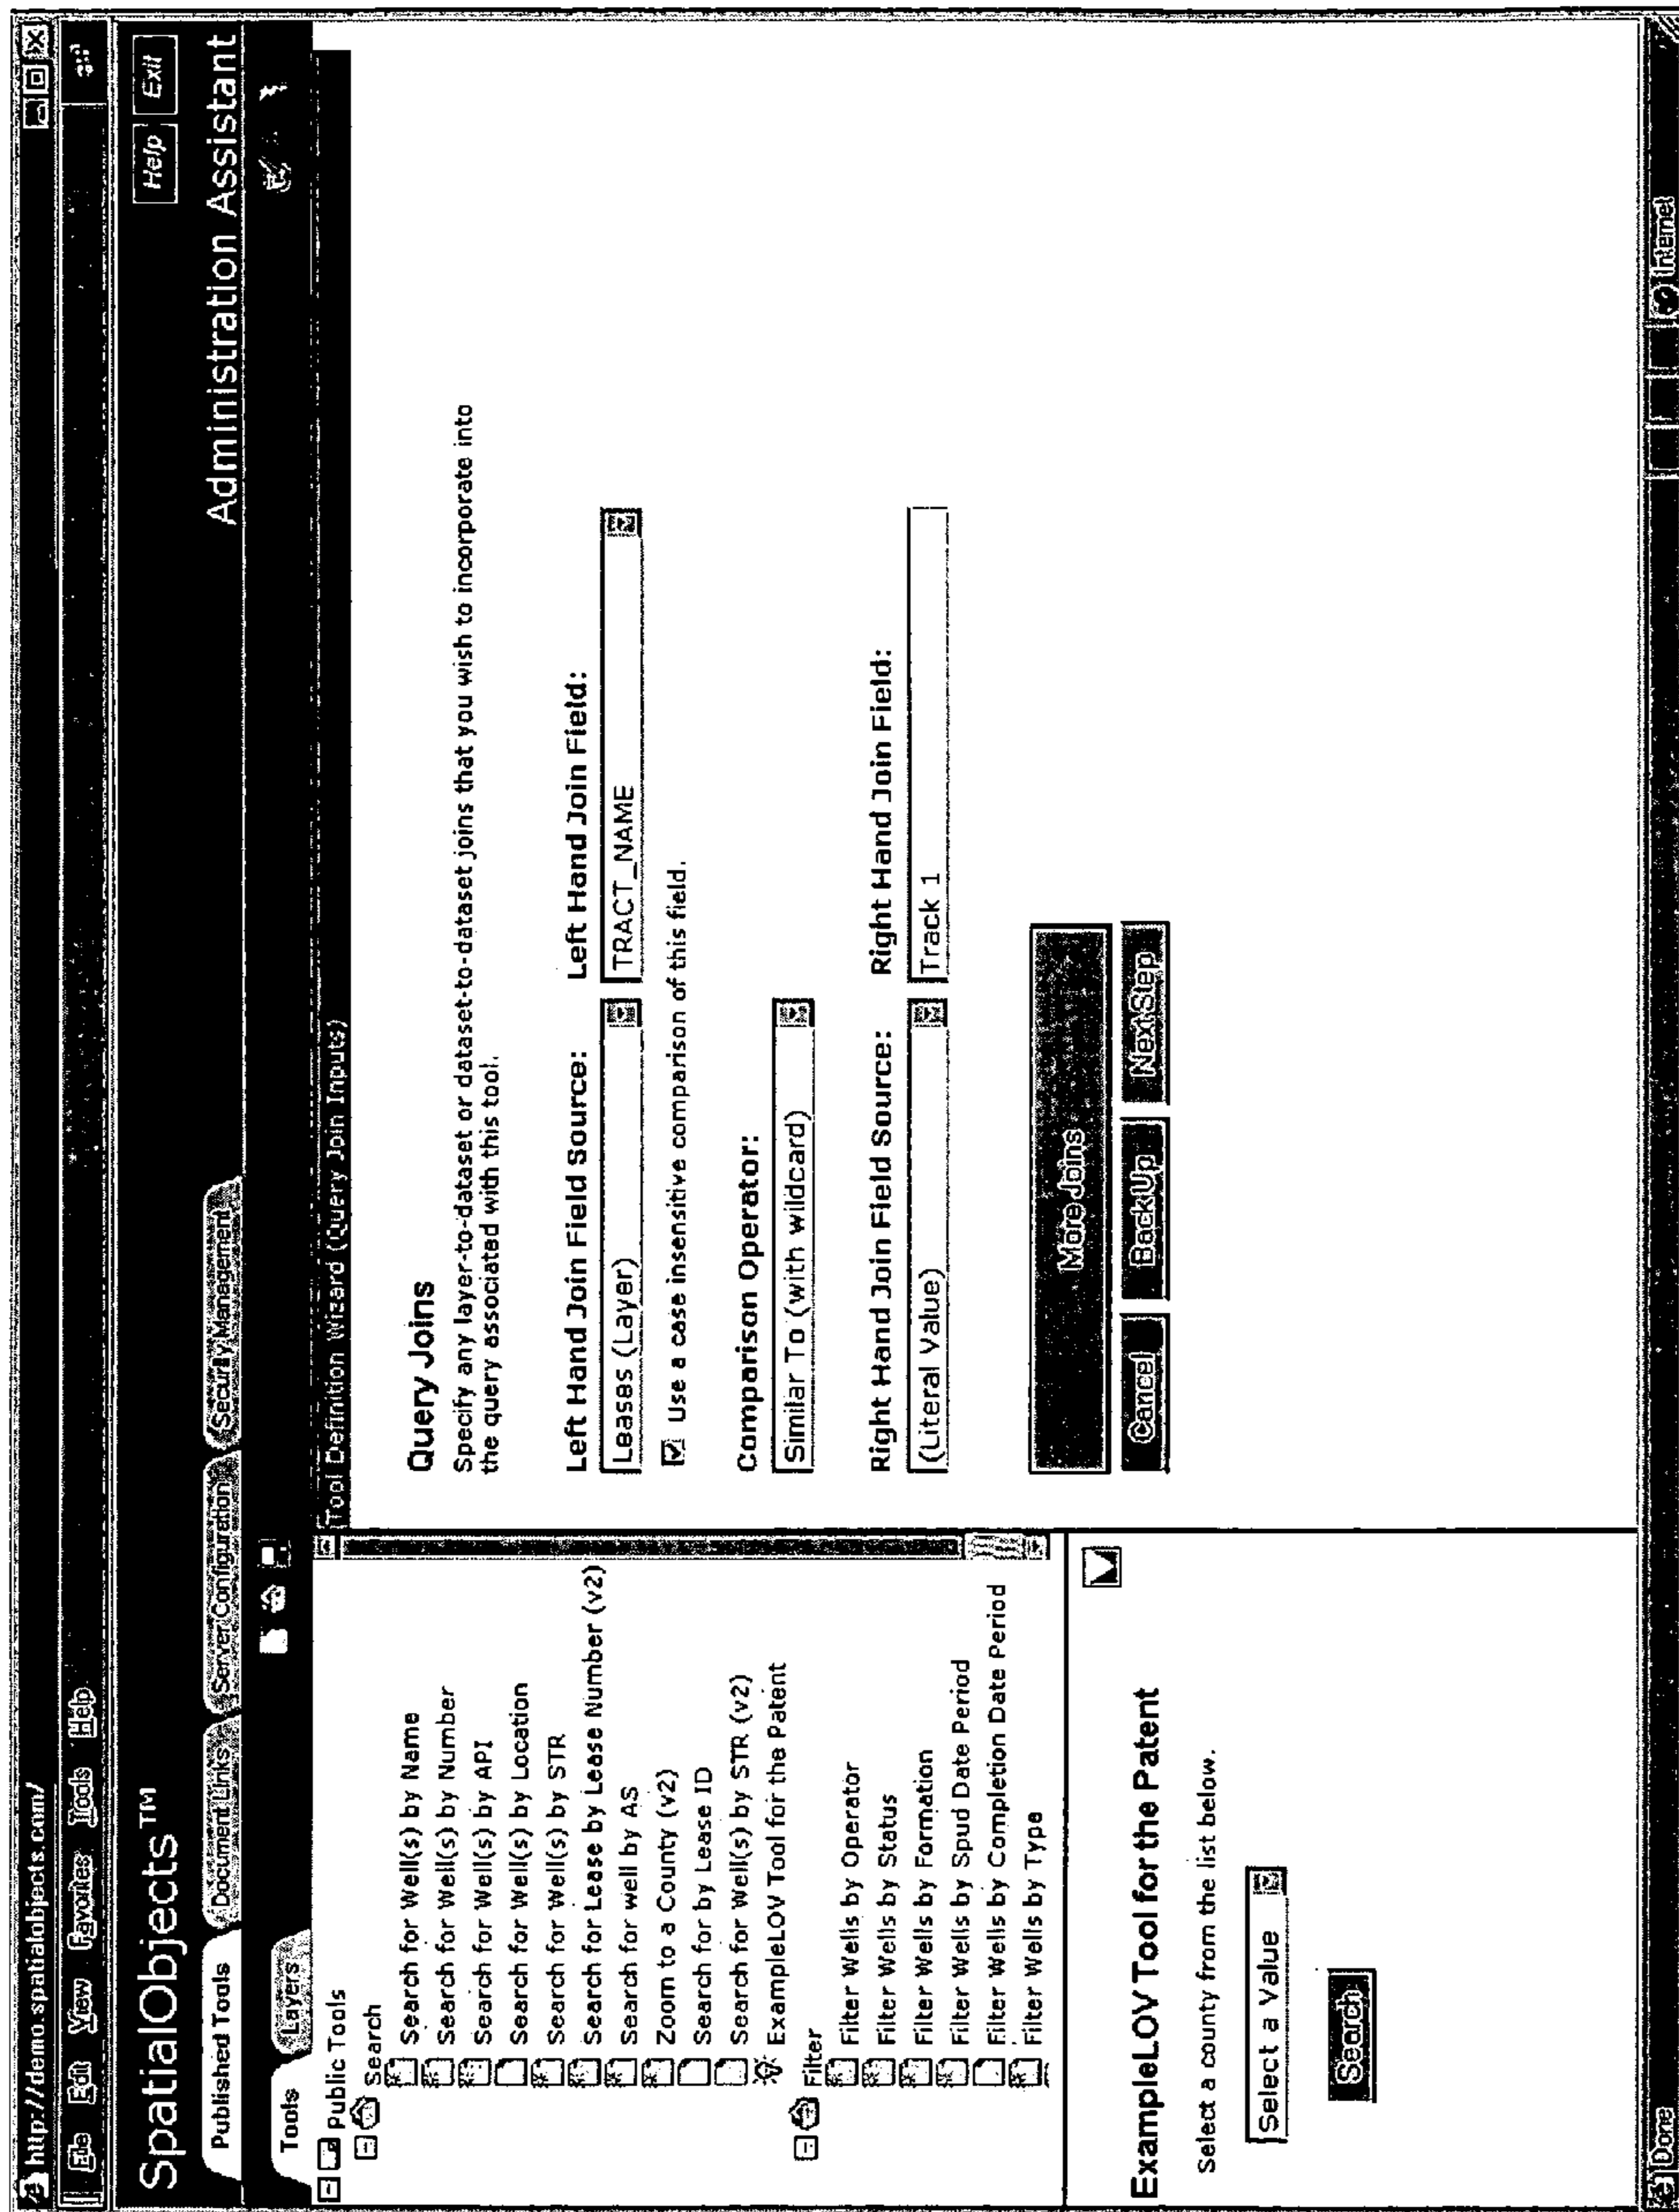 http://demo.spatialobjects.com/
File Edit View Favorites Tools Help
SpatialObjects™
Help Exit
Administration Assistant
Published Tools Document Links Server Configuration Security Management
Tools Layers
Public Tools
Search
Search for Well(s) by Name
Search for Well(s) by Number
Search for Well(s) by API
Search for Well(s) by Location
Search for Well(s) by STR
Search for Lease by Lease Number (v2)
Search for well by AS
Zoom to a County (v2)
Search for by Lease ID
Search for Well(s) by STR (v2)
ExampleLOV Tool for the Patent
Filter
Filter Wells by Operator
Filter Wells by Status
Filter Wells by Formation
Filter Wells by Spud Date Period
Filter Wells by Completion Date Period
Filter Wells by Type
ExampleLOV Tool for the Patent
Select a county from the list below.
Select a Value
Search
Tool Definition Wizard (Query Join Inputs)
Query Joins
Specify any layer-to-dataset or dataset-to-dataset joins that you wish to incorporate into
the query associated with this tool.
Left Hand Join Field Source: Left Hand Join Field:
Leases (Layer) TRACT_NAME
Use a case insensitive comparison of this field.
Comparison Operator:
Similar To (with wildcard)
Right Hand Join Field Source: Right Hand Join Field:
(Literal Value) Track 1
More Joins
Cancel Back Up Next Step
Done Internet